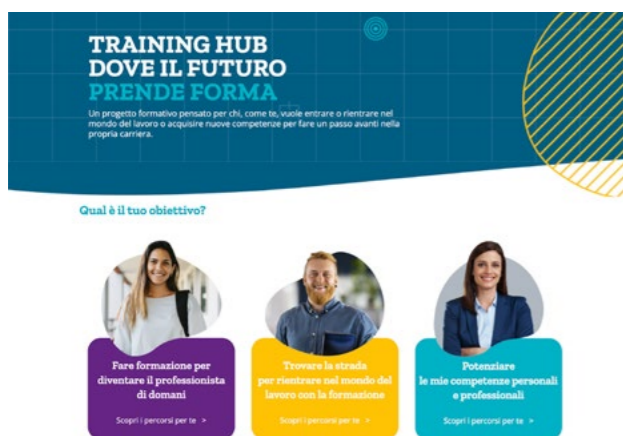 TRAINING HUB
DOVE IL FUTURO
PRENDE FORMA
Un progetto formativo pensato per chi, come te, vuole entrare o rientrare nel
mondo del lavoro o acquisire nuove competenze per fare un passo avanti nella
propria carriera.
Qual è il tuo obiettivo?
Fare formazione per
diventare il professionista
di domani
Scopri i percorsi per te >
Trovare la strada
per rientrare nel mondo del
lavoro con la formazione
Scopri i percorsi per te >
Potenziare
le mie competenze personali
e professionali
Scopri i percorsi per te >